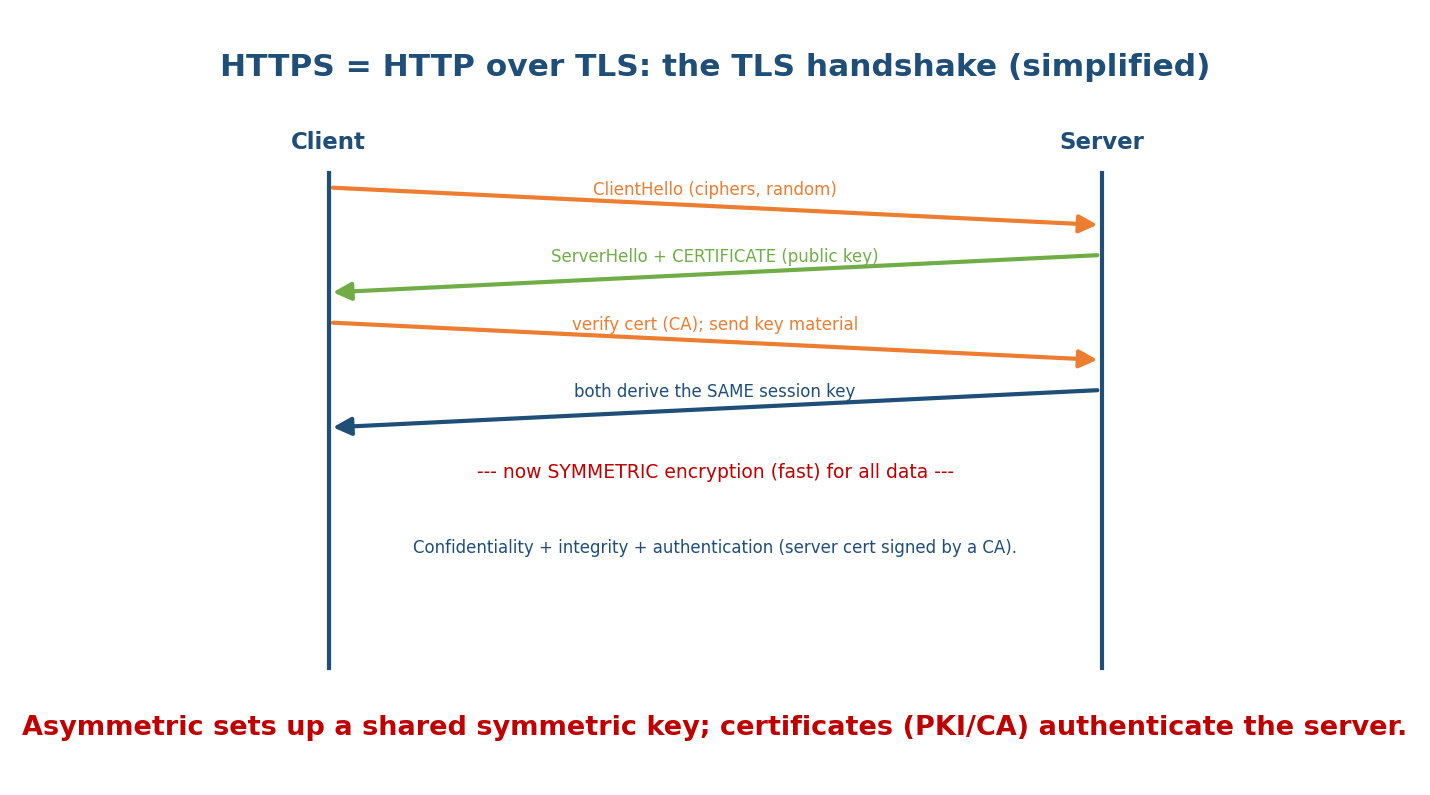 HTTPS = HTTP over TLS: the TLS handshake (simplified)
Client
Server
ClientHello (ciphers, random)
ServerHello + CERTIFICATE (public key)
verify cert (CA); send key material
both derive the SAME session key
--- now SYMMETRIC encryption (fast) for all data ---
Confidentiality + integrity + authentication (server cert signed by a CA).
Asymmetric sets up a shared symmetric key; certificates (PKI/CA) authenticate the server.